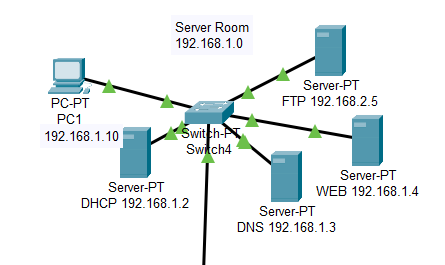 Server Room
192.168.1.0
Server-PT
FTP 192.168.2.5
PC-PT
PC1
192.168.1.10
Switch-PT
Switch4
Server-PT
WEB 192.168.1.4
Server-PT
DHCP 192.168.1.2
Server-PT
DNS 192.168.1.3